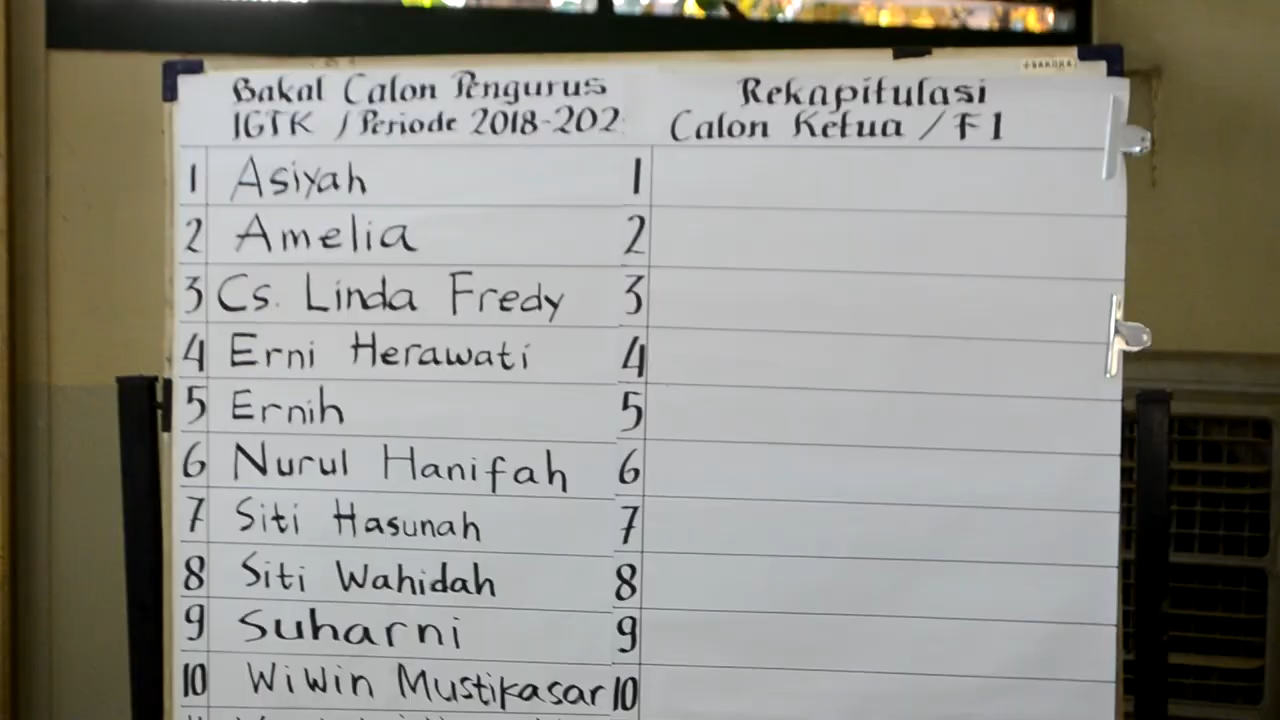 SAKURA
Bakal Calon Pengurus
IGTK / Periode 2018-202
Rekapitulasi
Calon Ketua / F1
1 Asiyah 1
2 Amelia 2
3 Cs. Linda Fredy 3
4 Erni Herawati 4
5 Ernih 5
6 Nurul Hanifah 6
7 Siti Hasunah 7
8 Siti Wahidah 8
9 Suharni 9
10 Wiwin Mustikasar 10